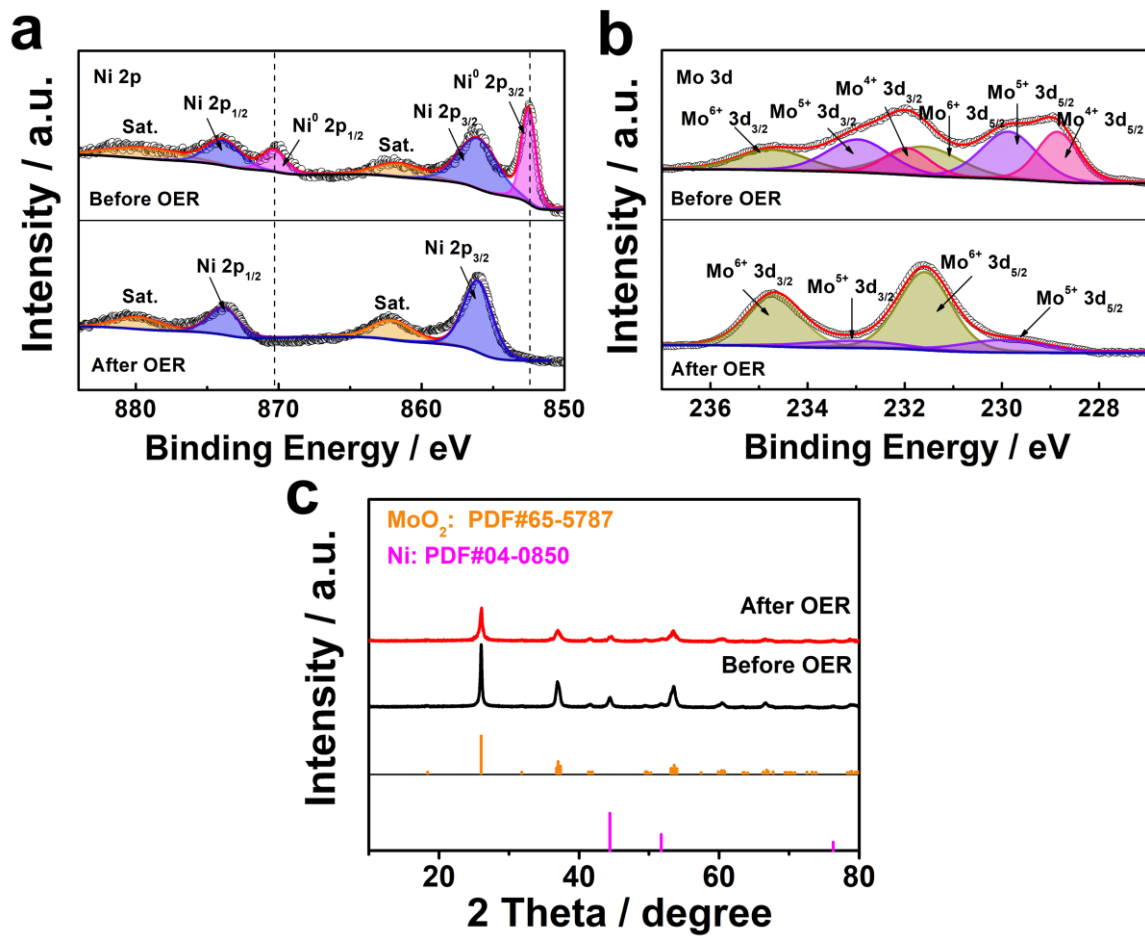 a
Ni 2p
Sat.
Ni 2p1/2
Ni⁰ 2p1/2
Sat.
Ni 2p3/2
Ni⁰ 2p3/2
Before OER
Sat.
Ni 2p1/2
Sat.
Ni 2p3/2
After OER
880 870 860 850
Binding Energy / eV
Intensity / a.u.
b
Mo 3d
Mo⁶⁺ 3d3/2
Mo⁵⁺ 3d3/2
Mo⁴⁺ 3d3/2
Mo⁶⁺ 3d5/2
Mo⁵⁺ 3d5/2
Mo⁴⁺ 3d5/2
Before OER
Mo⁶⁺ 3d3/2
Mo⁵⁺ 3d3/2
Mo⁶⁺ 3d5/2
Mo⁵⁺ 3d5/2
After OER
236 234 232 230 228
Binding Energy / eV
Intensity / a.u.
c
MoO₂: PDF#65-5787
Ni: PDF#04-0850
After OER
Before OER
20 40 60 80
2 Theta / degree
Intensity / a.u.